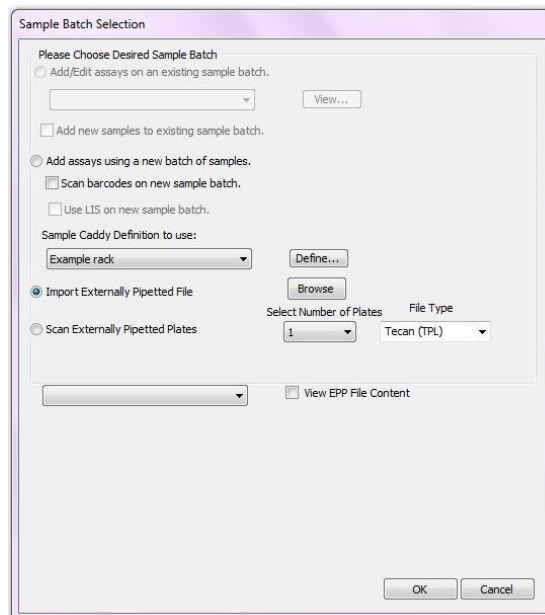 Sample Batch Selection
Please Choose Desired Sample Batch
Add/Edit assays on an existing sample batch.
View...
Add new samples to existing sample batch.
Add assays using a new batch of samples.
Scan barcodes on new sample batch.
Use LIS on new sample batch.
Sample Caddy Definition to use:
Example rack Define...
Import Externally Pipetted File Browse
Select Number of Plates File Type
Scan Externally Pipetted Plates 1 Tecan (TPL)
View EPP File Content
OK Cancel